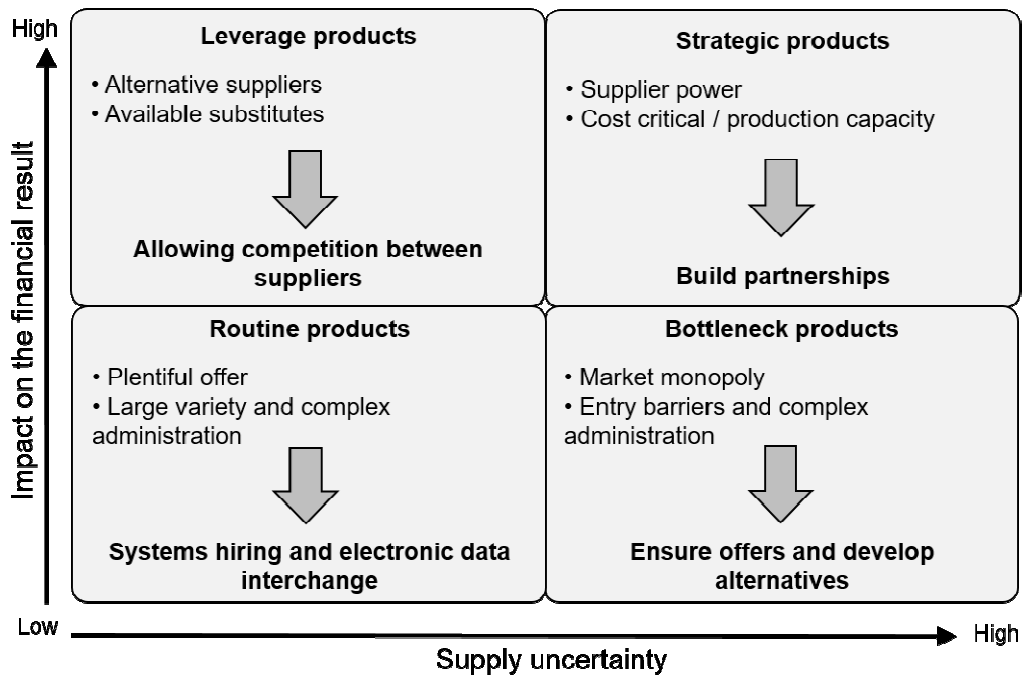 High
Impact on the financial result
Leverage products
• Alternative suppliers
• Available substitutes
Allowing competition between
suppliers
Strategic products
• Supplier power
• Cost critical / production capacity
Build partnerships
Routine products
• Plentiful offer
• Large variety and complex
administration
Systems hiring and electronic data
interchange
Bottleneck products
• Market monopoly
• Entry barriers and complex
administration
Ensure offers and develop
alternatives
Low
High
Supply uncertainty